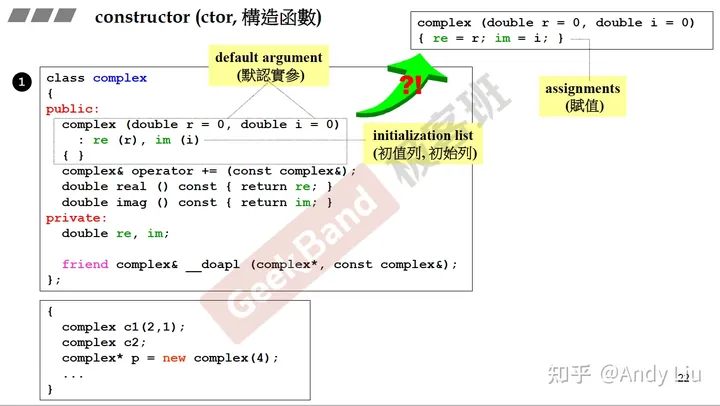 constructor (ctor, 構造函數)
complex (double r = 0, double i = 0)
{ re = r; im = i; }
assignments
(賦值)
default argument
(默認實參)
?!
initialization list
(初值列, 初始列)
1
class complex
{
public:
complex (double r = 0, double i = 0)
: re (r), im (i)
{ }
complex& operator += (const complex&);
double real () const { return re; }
double imag () const { return im; }
private:
double re, im;
friend complex& __doapl (complex*, const complex&);
};
{
complex c1(2,1);
complex c2;
complex* p = new complex(4);
...
}
GeekBand 极客班
知乎 @Andy Liu
22